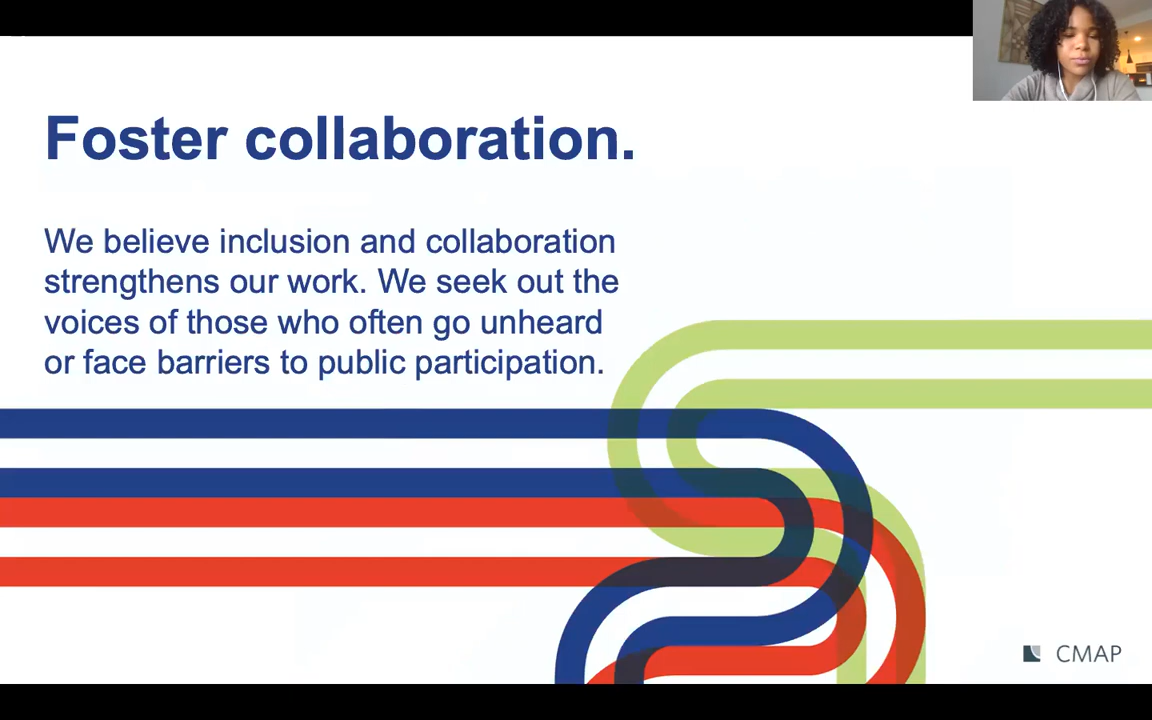 Foster collaboration.
We believe inclusion and collaboration
strengthens our work. We seek out the
voices of those who often go unheard
or face barriers to public participation.
CMAP